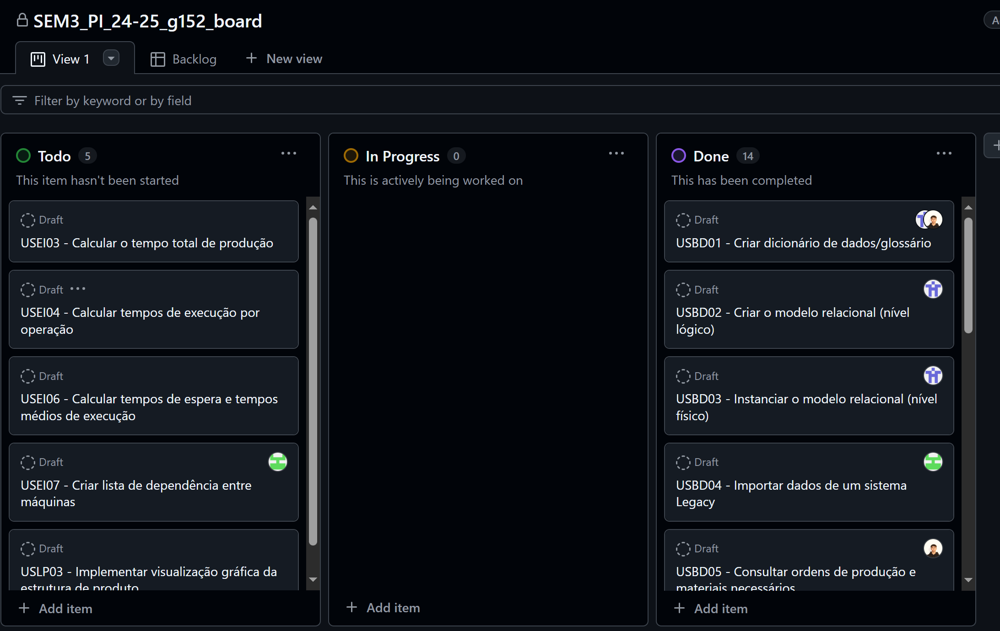 SEM3_PI_24-25_g152_board
View 1
Backlog
New view
Filter by keyword or by field
Todo 5
This item hasn't been started
Draft
USEI03 - Calcular o tempo total de produção
Draft
USEI04 - Calcular tempos de execução por
operação
Draft
USEI06 - Calcular tempos de espera e tempos
médios de execução
Draft
USEI07 - Criar lista de dependência entre
máquinas
Draft
USLP03 - Implementar visualização gráfica da
estrutura de produto
Add item
In Progress 0
This is actively being worked on
Add item
Done 14
This has been completed
Draft
USBD01 - Criar dicionário de dados/glossário
Draft
USBD02 - Criar o modelo relacional (nível
lógico)
Draft
USBD03 - Instanciar o modelo relacional (nível
físico)
Draft
USBD04 - Importar dados de um sistema
Legacy
Draft
USBD05 - Consultar ordens de produção e
materiais necessários
Add item